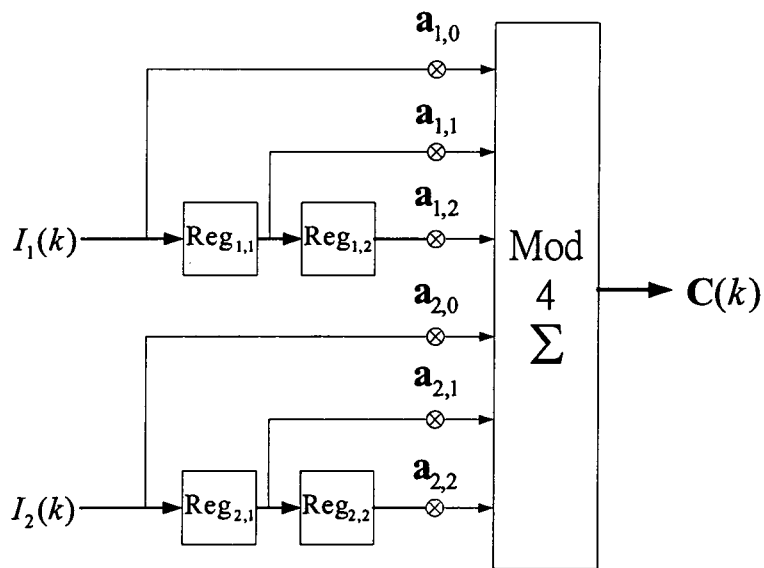 a₁,₀
a₁,₁
a₁,₂
I₁(k)
Reg₁,₁
Reg₁,₂
a₂,₀
a₂,₁
a₂,₂
I₂(k)
Reg₂,₁
Reg₂,₂
Mod
4
Σ
C(k)